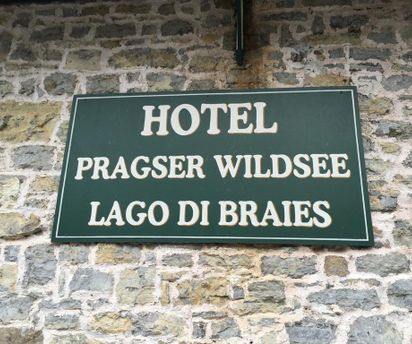 HOTEL
PRAGSER WILDSEE
LAGO DI BRAIES